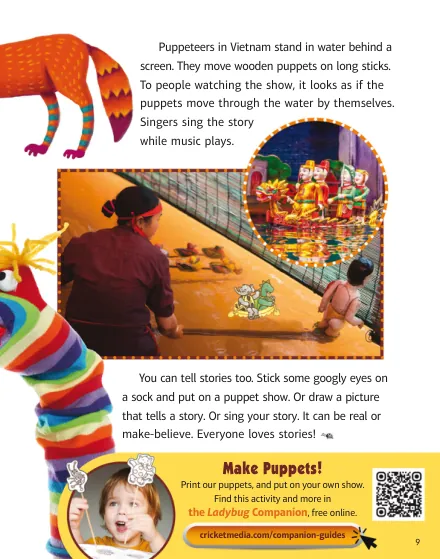 Puppeteers in Vietnam stand in water behind a
screen. They move wooden puppets on long sticks.
To people watching the show, it looks as if the
puppets move through the water by themselves.
Singers sing the story
while music plays.
You can tell stories too. Stick some googly eyes on
a sock and put on a puppet show. Or draw a picture
that tells a story. Or sing your story. It can be real or
make-believe. Everyone loves stories!
Make Puppets!
Print our puppets, and put on your own show.
Find this activity and more in
the Ladybug Companion, free online.
cricketmedia.com/companion-guides
9